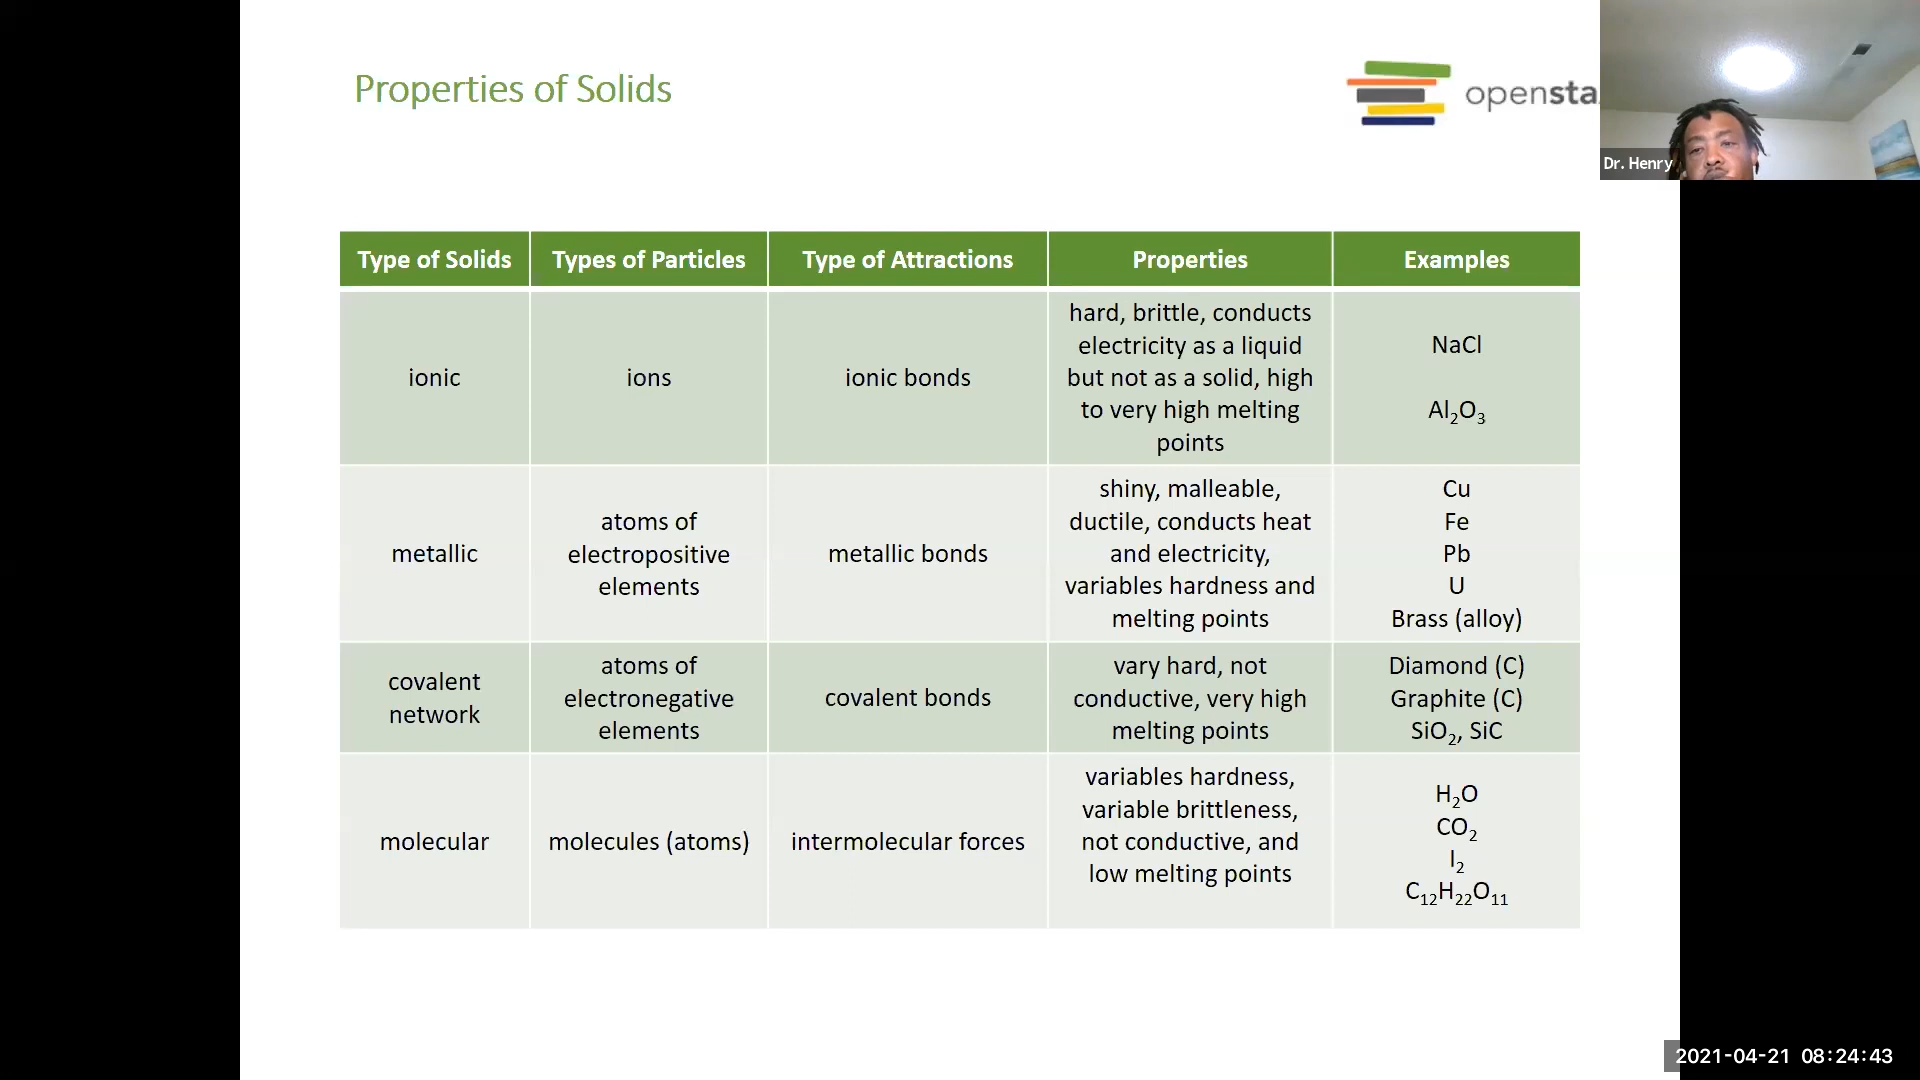 Properties of Solids
opensta
Dr. Henry
Type of Solids
Types of Particles
Type of Attractions
Properties
Examples
ionic
ions
ionic bonds
hard, brittle, conducts
electricity as a liquid
but not as a solid, high
to very high melting
points
NaCl
Al₂O₃
metallic
atoms of
electropositive
elements
metallic bonds
shiny, malleable,
ductile, conducts heat
and electricity,
variables hardness and
melting points
Cu
Fe
Pb
U
Brass (alloy)
covalent
network
atoms of
electronegative
elements
covalent bonds
vary hard, not
conductive, very high
melting points
Diamond (C)
Graphite (C)
SiO₂, SiC
molecular
molecules (atoms)
intermolecular forces
variables hardness,
variable brittleness,
not conductive, and
low melting points
H₂O
CO₂
I₂
C₁₂H₂₂O₁₁
2021-04-21 08:24:43